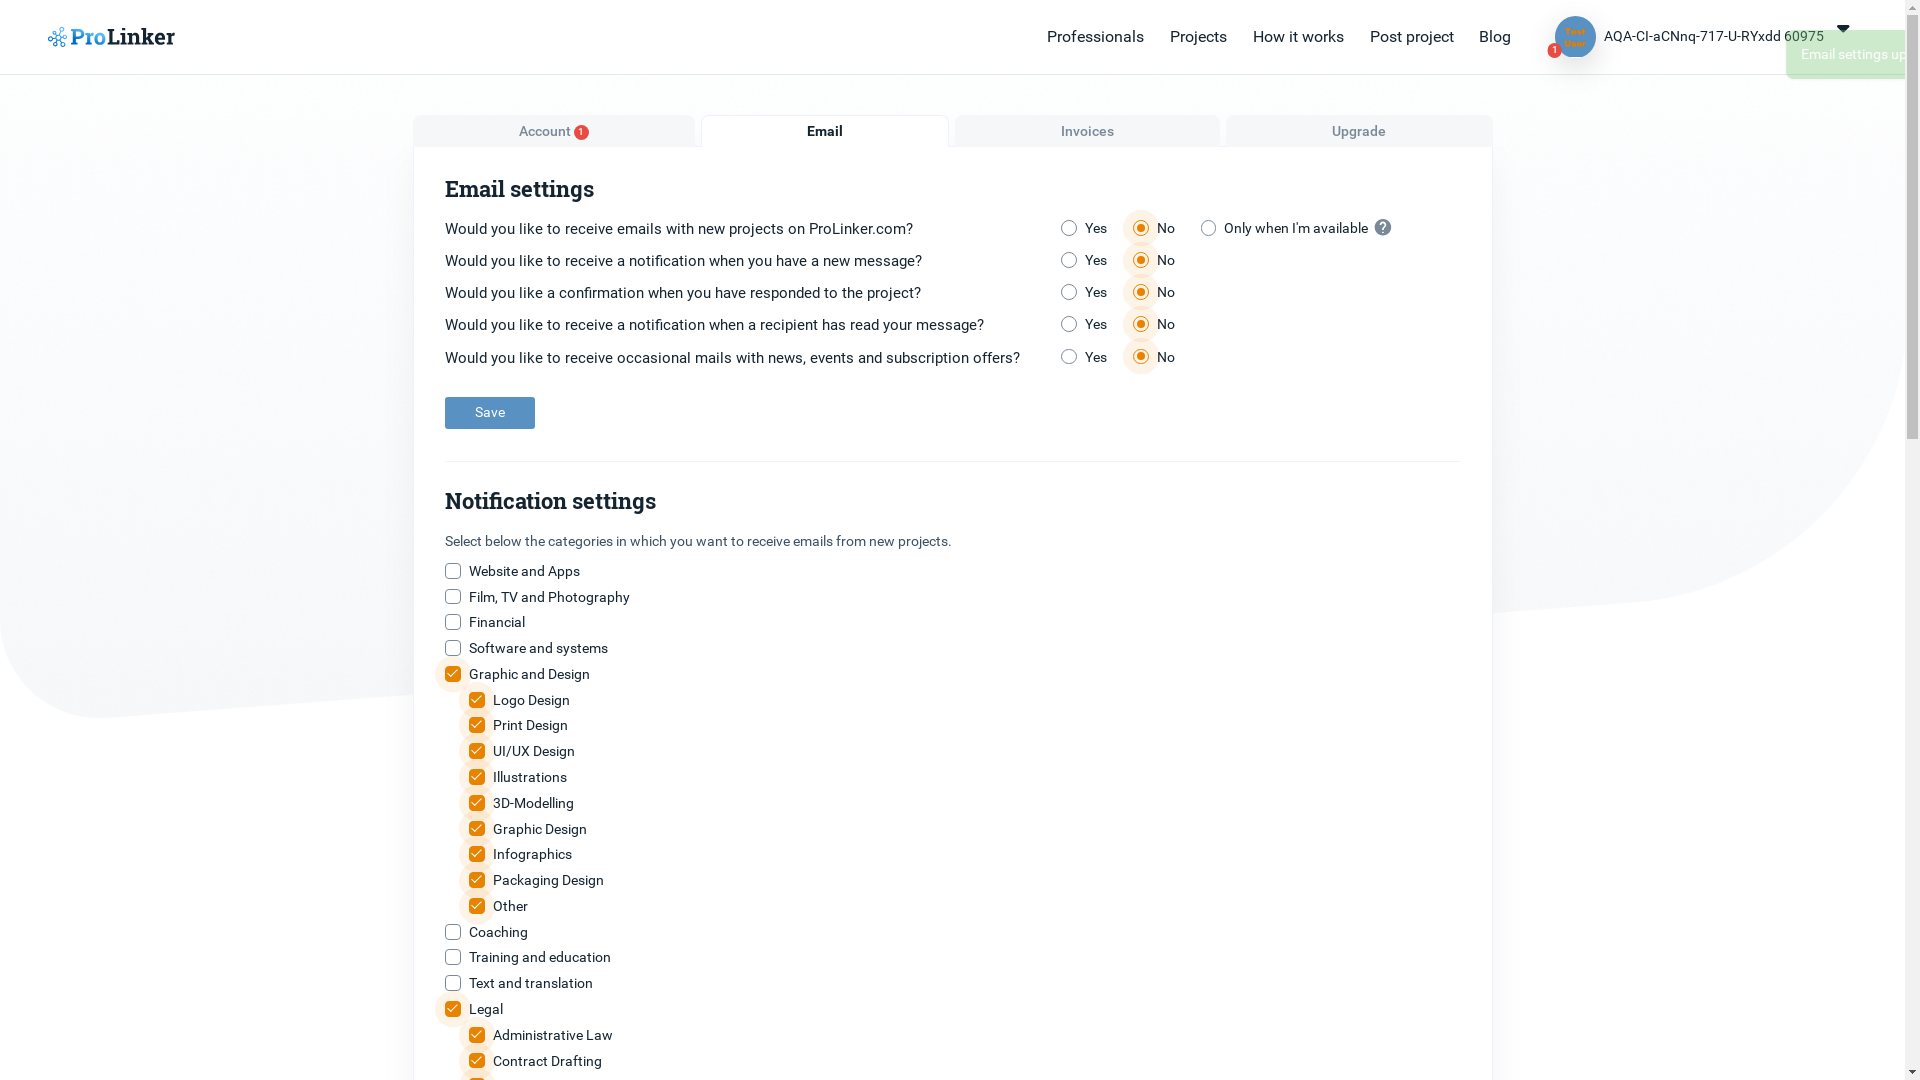 ProLinker
Professionals
Projects
How it works
Post project
Blog
1
AQA-CI-aCNnq-717-U-RYxdd 60975
Email settings
Account 1
Email
Invoices
Upgrade
Email settings
Would you like to receive emails with new projects on ProLinker.com? Yes No Only when I'm available ?
Would you like to receive a notification when you have a new message? Yes No
Would you like a confirmation when you have responded to the project? Yes No
Would you like to receive a notification when a recipient has read your message? Yes No
Would you like to receive occasional mails with news, events and subscription offers? Yes No
Save
Notification settings
Select below the categories in which you want to receive emails from new projects.
Website and Apps
Film, TV and Photography
Financial
Software and systems
Graphic and Design
Logo Design
Print Design
UI/UX Design
Illustrations
3D-Modelling
Graphic Design
Infographics
Packaging Design
Other
Coaching
Training and education
Text and translation
Legal
Administrative Law
Contract Drafting